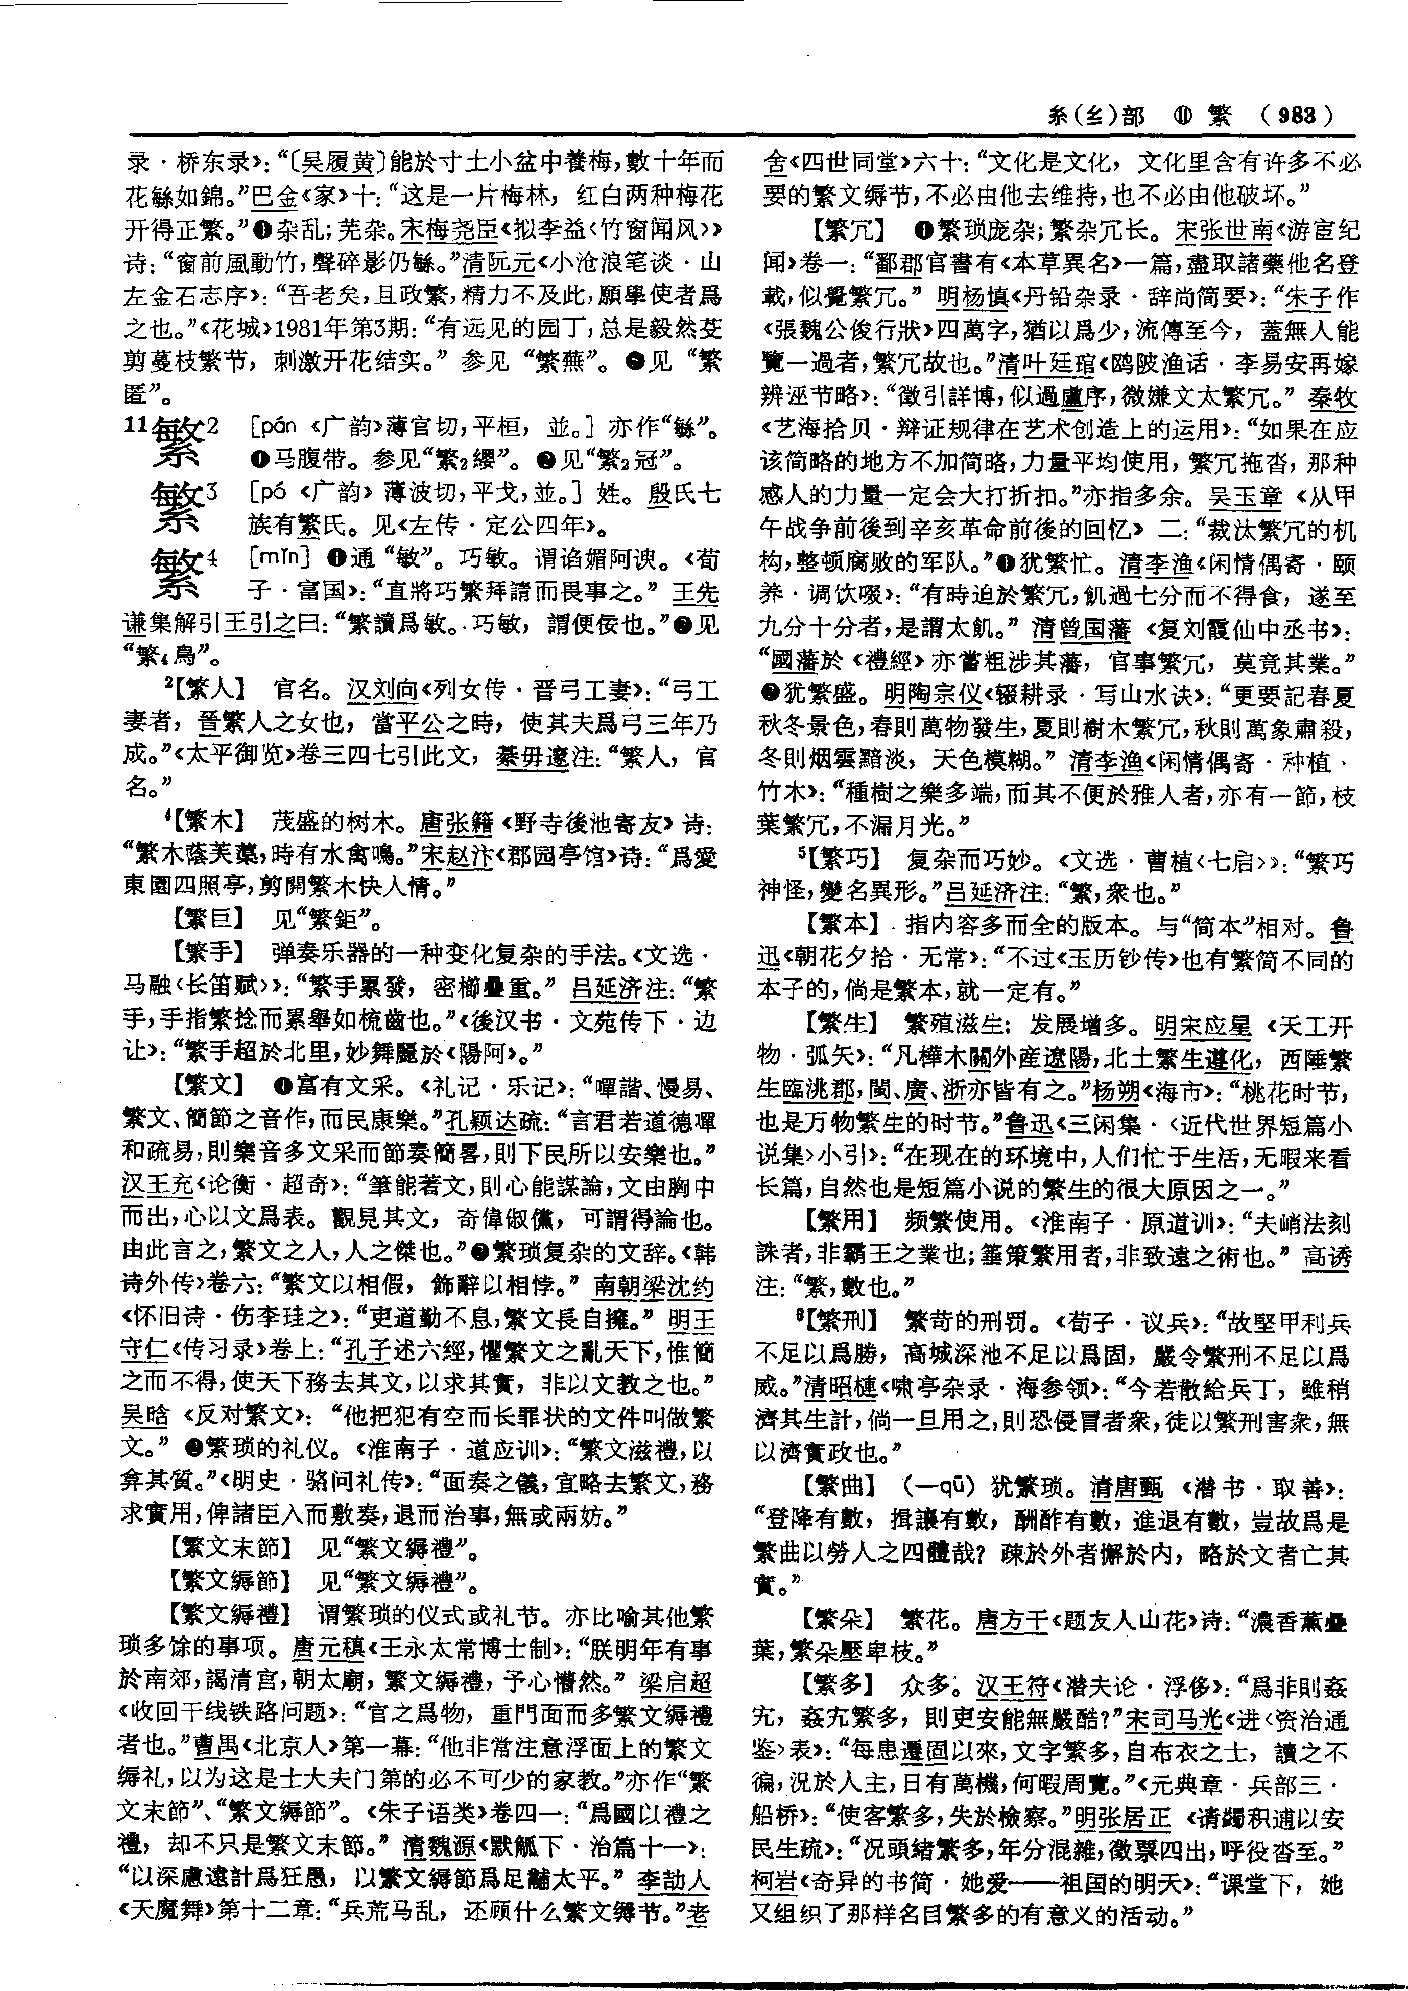 糸(纟)部 ⑪ 繁 (983)
录·桥东录》：“〔吴履黄〕能於寸土小盆中養梅，數十年而
花緐如錦。”巴金《家》十：“这是一片梅林，红白两种梅花
开得正繁。”❶杂乱；芜杂。宋梅尧臣《拟李益〈竹窗闻风〉》
诗：“窗前風動竹，聲碎影仍緐。”清阮元《小沧浪笔谈·山
左金石志序》：“吾老矣，且政繁，精力不及此，願舉使者爲
之也。”《花城》1981年第3期：“有远见的园丁，总是毅然芟
剪蔓枝繁节，刺激开花结实。”参见“繁蕪”。 见“繁
匿”。
11繁2 [pán 《广韵》薄官切，平桓，並。]亦作“緐”。
❶马腹带。参见“繁2纓”。❷见“繁2冠”。
繁3 [pó 《广韵》薄波切，平戈，並。]姓。殷氏七
族有繁氏。见《左传·定公四年》。
繁4 [mǐn] ❶通“敏”。巧敏。谓谄媚阿谀。《荀
子·富国》：“直將巧繁拜請而畏事之。”王先
谦集解引王引之曰：“繁讀爲敏。巧敏，謂便佞也。”❷见
“繁4鳥”。
2【繁人】 官名。汉刘向《列女传·晋弓工妻》：“弓工
妻者，晉繁人之女也，當平公之時，使其夫爲弓三年乃
成。”《太平御览》卷三四七引此文，綦毋邃注：“繁人，官
名。”
4【繁木】 茂盛的树木。唐张籍《野寺後池寄友》诗：
“繁木蔭芙蕖，時有水禽鳴。”宋赵汴《郡园亭馆》诗：“爲愛
東園四照亭，剪開繁木快人情。”
【繁巨】 见“繁鉅”。
【繁手】 弹奏乐器的一种变化复杂的手法。《文选·
马融〈长笛赋〉》：“繁手累發，密櫛疊重。”吕延济注：“繁
手，手指繁捻而累舉如梳齒也。”《後汉书·文苑传下·边
让》：“繁手超於北里，妙舞麗於《陽阿》。”
【繁文】 ❶富有文采。《礼记·乐记》：“嘽諧、慢易、
繁文、簡節之音作，而民康樂。”孔颖达疏：“言君若道德嘽
和疏易，則樂音多文采而節奏簡畧，則下民所以安樂也。”
汉王充《论衡·超奇》：“筆能著文，則心能謀論，文由胸中
而出，心以文爲表。觀見其文，奇偉俶儻，可謂得論也。
由此言之，繁文之人，人之傑也。”❷繁琐复杂的文辞。《韩
诗外传》卷六：“繁文以相假，飾辭以相悖。”南朝梁沈约
《怀旧诗·伤李珪之》：“吏道勤不息，繁文長自擁。”明王
守仁《传习录》卷上：“孔子述六經，懼繁文之亂天下，惟簡
之而不得，使天下務去其文，以求其實，非以文教之也。”
吴晗《反对繁文》：“他把犯有空而长罪状的文件叫做繁
文。”❸繁琐的礼仪。《淮南子·道应训》：“繁文滋禮，以
弇其質。”《明史·骆问礼传》：“面奏之儀，宜略去繁文，務
求實用，俾諸臣入而敷奏，退而治事，無或兩妨。”
【繁文末節】 见“繁文縟禮”。
【繁文縟節】 见“繁文縟禮”。
【繁文縟禮】 谓繁琐的仪式或礼节。亦比喻其他繁
琐多馀的事项。唐元稹《王永太常博士制》：“朕明年有事
於南郊，謁清宫，朝太廟，繁文縟禮，予心懵然。”梁启超
《收回干线铁路问题》：“官之爲物，重門面而多繁文縟禮
者也。”曹禺《北京人》第一幕：“他非常注意浮面上的繁文
缛礼，以为这是士大夫门第的必不可少的家教。”亦作“繁
文末節”、“繁文縟節”。《朱子语类》卷四一：“爲國以禮之
禮，却不只是繁文末節。”清魏源《默觚下·治篇十一》：
“以深慮遠計爲狂愚，以繁文縟節爲足黼太平。”李劼人
《天魔舞》第十二章：“兵荒马乱，还顾什么繁文缛节。”老
舍《四世同堂》六十：“文化是文化，文化里含有许多不必
要的繁文缛节，不必由他去维持，也不必由他破坏。”
【繁冗】 ❶繁琐庞杂；繁杂冗长。宋张世南《游宦纪
闻》卷一：“鄱郡官書有《本草異名》一篇，盡取諸藥他名登
載，似覺繁冗。”明杨慎《丹铅杂录·辞尚简要》：“朱子作
《張魏公俊行狀》四萬字，猶以爲少，流傳至今，蓋無人能
覽一過者，繁冗故也。”清叶廷琯《鸥陂渔话·李易安再嫁
辨诬节略》：“徵引詳博，似過盧序，微嫌文太繁冗。”秦牧
《艺海拾贝·辩证规律在艺术创造上的运用》：“如果在应
该简略的地方不加简略，力量平均使用，繁冗拖沓，那种
感人的力量一定会大打折扣。”亦指多余。吴玉章《从甲
午战争前後到辛亥革命前後的回忆》二：“裁汰繁冗的机
构，整顿腐败的军队。”❶犹繁忙。清李渔《闲情偶寄·颐
养·调饮啜》：“有時迫於繁冗，飢過七分而不得食，遂至
九分十分者，是謂太飢。”清曾国藩《复刘霞仙中丞书》：
“國藩於《禮經》亦嘗粗涉其藩，官事繁冗，莫竟其業。”
❷犹繁盛。明陶宗仪《辍耕录·写山水诀》：“更要記春夏
秋冬景色，春則萬物發生，夏則樹木繁冗，秋則萬象肅殺，
冬則烟雲黯淡，天色模糊。”清李渔《闲情偶寄·种植·
竹木》：“種樹之樂多端，而其不便於雅人者，亦有一節，枝
葉繁冗，不漏月光。”
5【繁巧】 复杂而巧妙。《文选·曹植〈七启〉》：“繁巧
神怪，變名異形。”吕延济注：“繁，衆也。”
【繁本】 指内容多而全的版本。与“简本”相对。鲁
迅《朝花夕拾·无常》：“不过《玉历钞传》也有繁简不同的
本子的，倘是繁本，就一定有。”
【繁生】 繁殖滋生；发展增多。明宋应星《天工开
物·弧矢》：“凡樺木關外産遼陽，北土繁生遵化，西陲繁
生臨洮郡，閩、廣、浙亦皆有之。”杨朔《海市》：“桃花时节，
也是万物繁生的时节。”鲁迅《三闲集·〈近代世界短篇小
说集〉小引》：“在现在的环境中，人们忙于生活，无暇来看
长篇，自然也是短篇小说的繁生的很大原因之一。”
【繁用】 频繁使用。《淮南子·原道训》：“夫峭法刻
誅者，非霸王之業也；箠策繁用者，非致遠之術也。”高诱
注：“繁，數也。”
6【繁刑】 繁苛的刑罚。《荀子·议兵》：“故堅甲利兵
不足以爲勝，高城深池不足以爲固，嚴令繁刑不足以爲
威。”清昭槤《啸亭杂录·海参领》：“今若散給兵丁，雖稍
濟其生計，倘一旦用之，則恐侵冒者衆，徒以繁刑害衆，無
以濟實政也。”
【繁曲】 (—qū) 犹繁琐。清唐甄《潜书·取善》：
“登降有數，揖讓有數，酬酢有數，進退有數，豈故爲是
繁曲以勞人之四體哉？疎於外者懈於内，略於文者亡其
實。”
【繁朵】 繁花。唐方干《题友人山花》诗：“濃香薰疊
葉，繁朵壓卑枝。”
【繁多】 众多。汉王符《潜夫论·浮侈》：“爲非則姦
宄，姦宄繁多，則吏安能無嚴酷？”宋司马光《进〈资治通
鉴〉表》：“每患遷固以來，文字繁多，自布衣之士，讀之不
徧，況於人主，日有萬機，何暇周覽。”《元典章·兵部三·
船桥》：“使客繁多，失於檢察。”明张居正《请蠲积逋以安
民生疏》：“况頭緒繁多，年分混雜，徵票四出，呼役沓至。”
柯岩《奇异的书简·她爱——祖国的明天》：“课堂下，她
又组织了那样名目繁多的有意义的活动。”